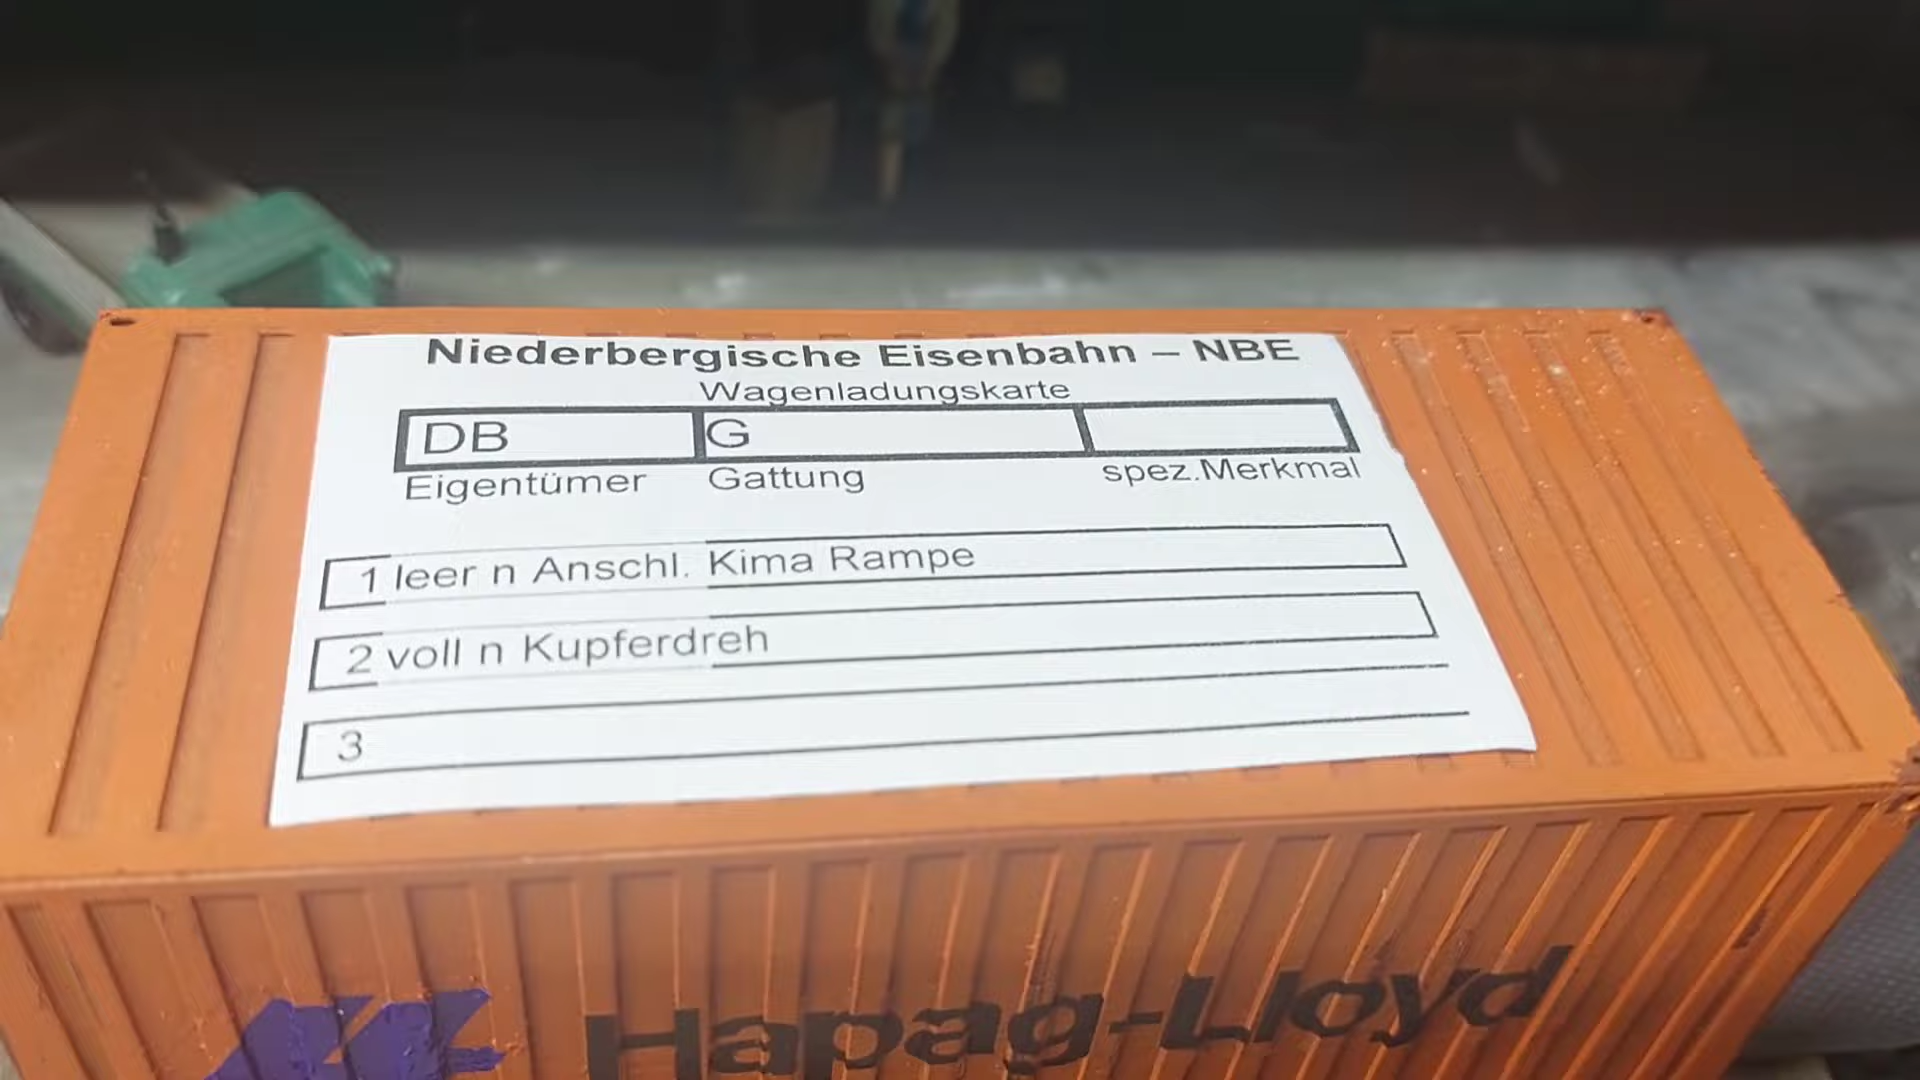 Niederbergische Eisenbahn – NBE
Wagenladungskarte
DB G
Eigentümer Gattung spez.Merkmal
1 leer n Anschl. Kima Rampe
2 voll n Kupferdreh
3
Hapag-Lloyd